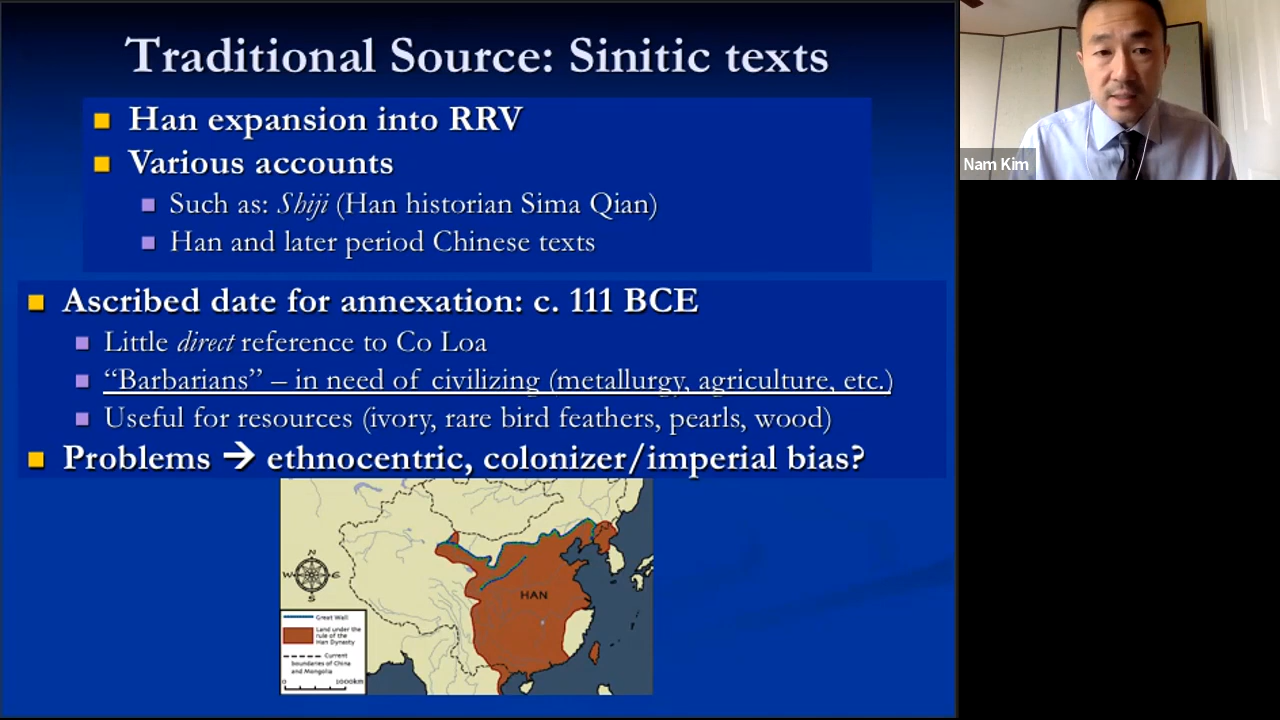 Traditional Source: Sinitic texts
Han expansion into RRV
Various accounts
Such as: Shiji (Han historian Sima Qian)
Han and later period Chinese texts
Ascribed date for annexation: c. 111 BCE
Little direct reference to Co Loa
“Barbarians” – in need of civilizing (metallurgy, agriculture, etc.)
Useful for resources (ivory, rare bird feathers, pearls, wood)
Problems → ethnocentric, colonizer/imperial bias?
N
W E
S
HAN
Great Wall
Land under the
rule of the
Han Dynasty
Current
boundaries of China
and Mongolia
0 1000km
Nam Kim